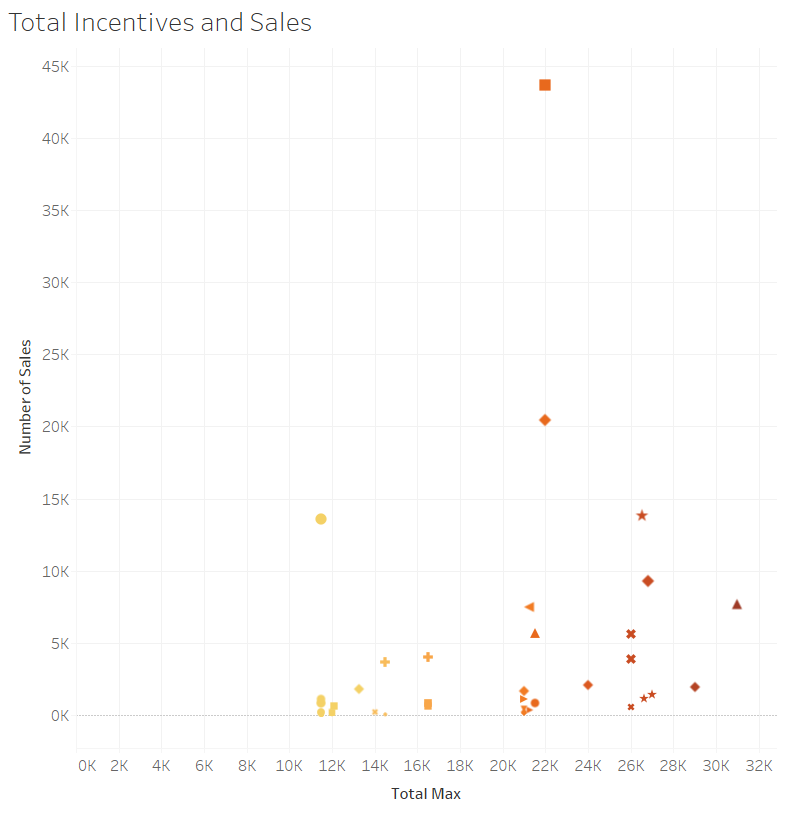 Total Incentives and Sales
45K
40K
35K
30K
25K
20K
15K
10K
5K
0K
Number of Sales
0K 2K 4K 6K 8K 10K 12K 14K 16K 18K 20K 22K 24K 26K 28K 30K 32K
Total Max